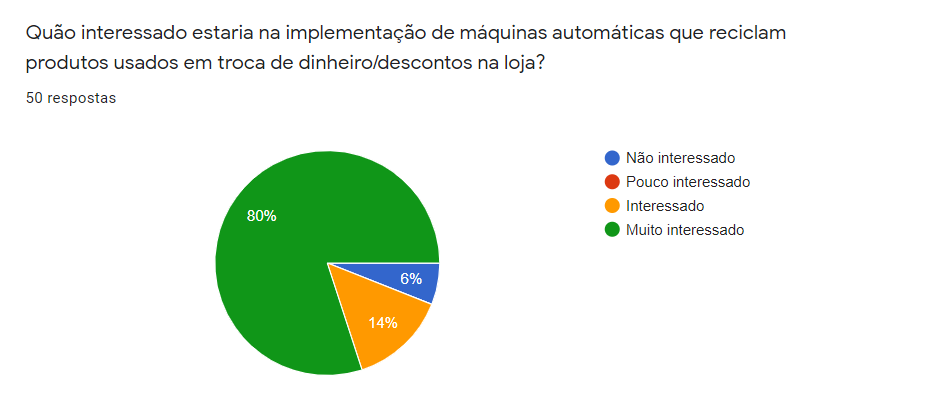 Quão interessado estaria na implementação de máquinas automáticas que reciclam
produtos usados em troca de dinheiro/descontos na loja?
50 respostas
Não interessado
Pouco interessado
Interessado
Muito interessado
80%
6%
14%